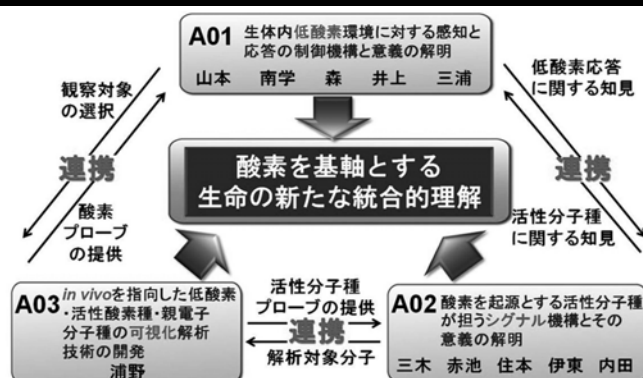 A01 生体内低酸素環境に対する感知と
応答の制御機構と意義の解明
山本 南学 森 井上 三浦
観察対象
の選択
低酸素応答
に関する知見
連携
連携
酸素を基軸とする
生命の新たな統合的理解
酸素
プローブ
の提供
活性分子種
に関する知見
A03 in vivoを指向した低酸素
・活性酸素種・親電子
分子種の可視化解析
技術の開発
浦野
活性分子種
プローブの提供
連携
解析対象分子
A02 酸素を起源とする活性分子種
が担うシグナル機構とその
意義の解明
三木 赤池 住本 伊東 内田